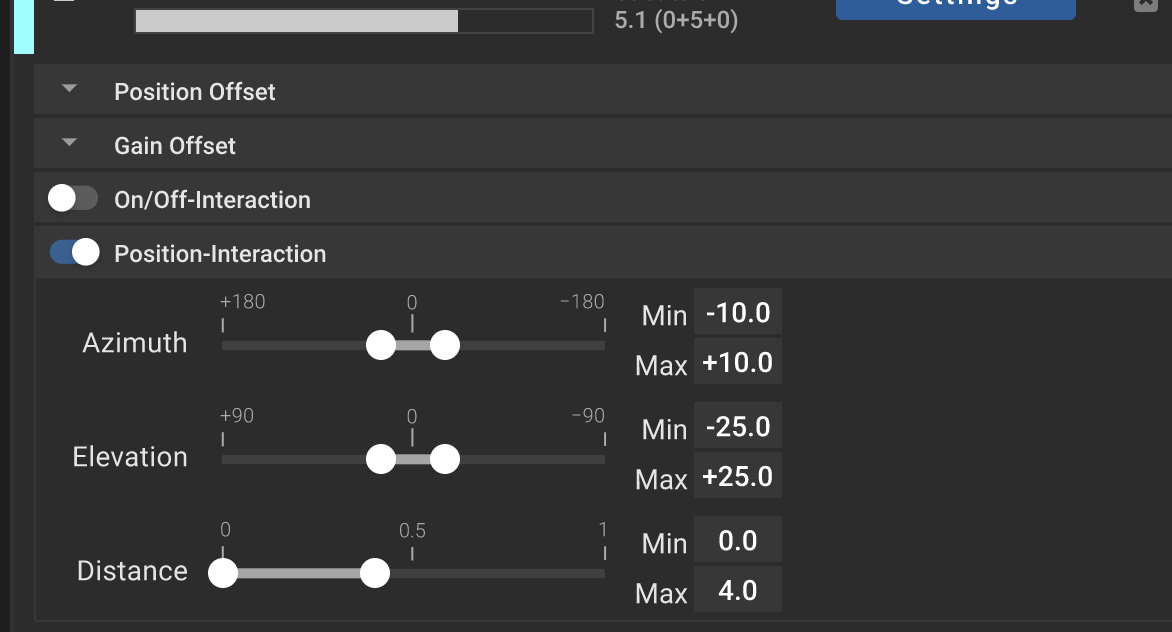 Settings
5.1 (0+5+0)
Position Offset
Gain Offset
On/Off-Interaction
Position-Interaction
+180 0 −180
Azimuth
Min -10.0
Max +10.0
+90 0 −90
Elevation
Min -25.0
Max +25.0
0 0.5 1
Distance
Min 0.0
Max 4.0